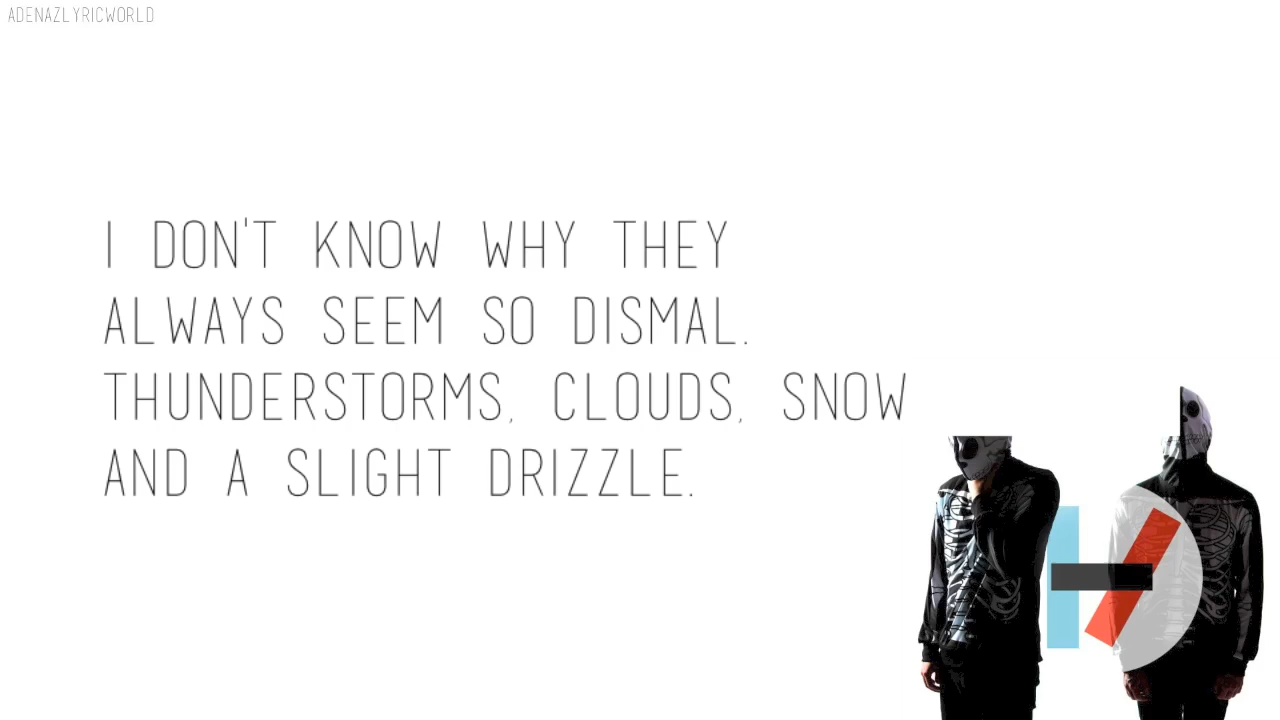 ADENAZLYRICWORLD
I DON'T KNOW WHY THEY
ALWAYS SEEM SO DISMAL.
THUNDERSTORMS, CLOUDS, SNOW
AND A SLIGHT DRIZZLE.